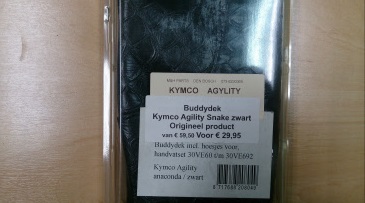 KYMCO AGYLITY
Buddydek
Kymco Agility Snake zwart
Origineel product
van € 59,50 Voor € 29,95
Buddydek incl. hoesjes voor,
handvatset 30VE60 t/m 30VE692
Kymco Agility
anaconda / zwart